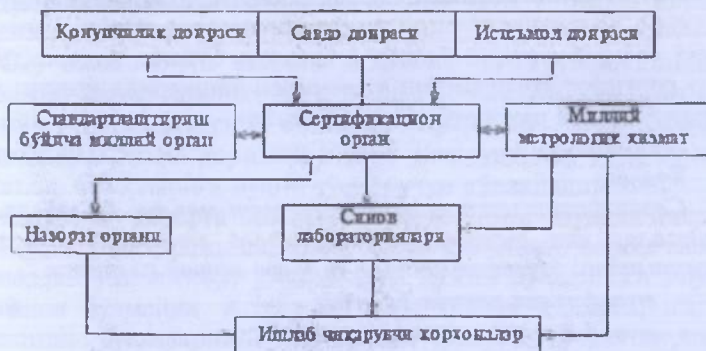 Қонунчилик доираси
Савдо доираси
Истеъмол доираси
Стандартлаштириш
бўйича миллий орган
Сертификацион
орган
Миллий
метрологик хизмат
Назорат органи
Синов
лабораториялари
Ишлаб чиқарувчи корхоналар